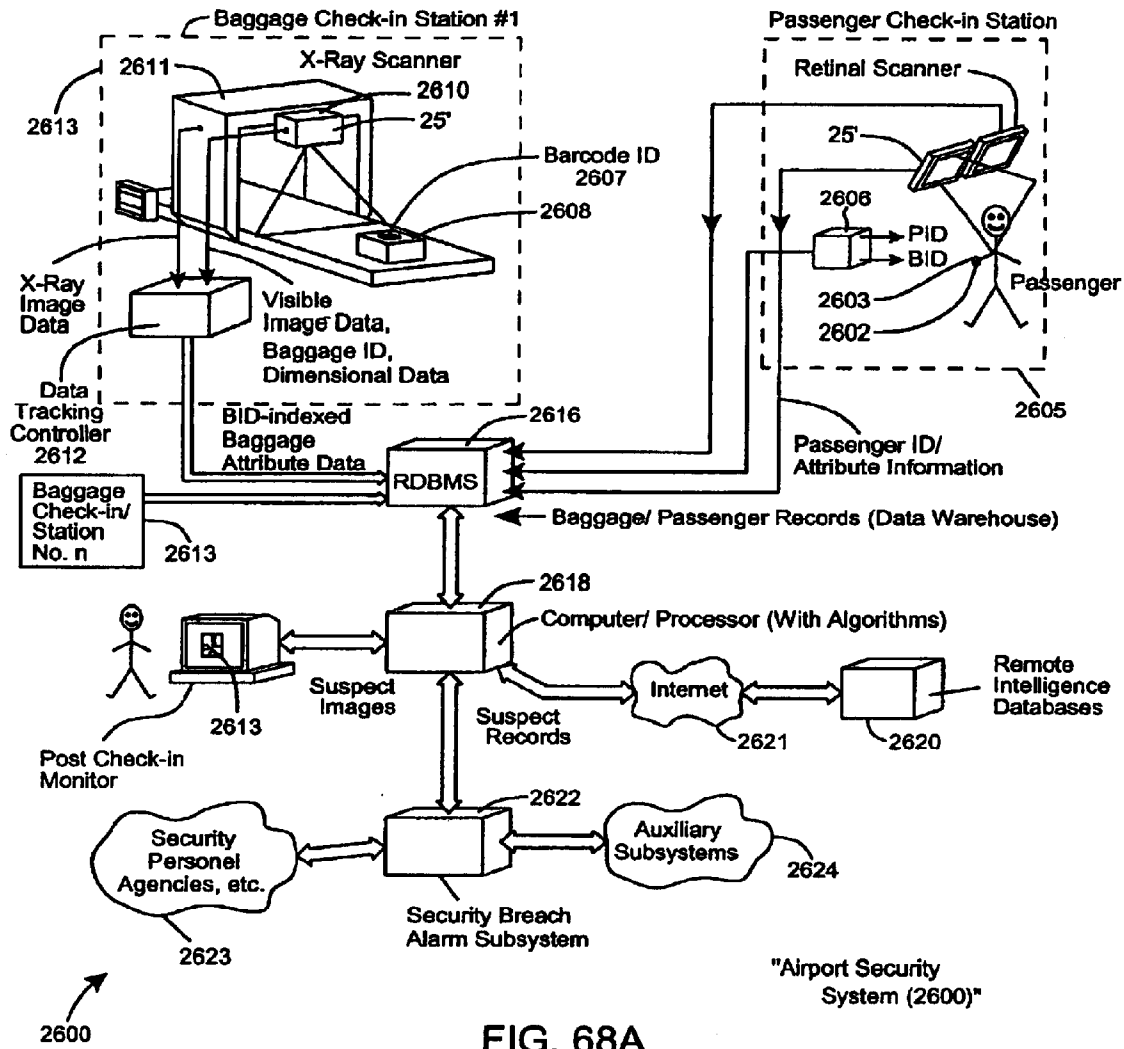 Baggage Check-in Station #1
Passenger Check-in Station
X-Ray Scanner
2611
2610
2613
25'
Barcode ID
2607
2608
Retinal Scanner
25'
2606
PID
BID
Passenger
2603
2602
2605
X-Ray
Image
Data
Visible
Image Data,
Baggage ID,
Dimensional Data
Data
Tracking
Controller
2612
BID-indexed
Baggage
Attribute Data
2616
RDBMS
Passenger ID/
Attribute Information
Baggage
Check-in/
Station
No. n
2613
Baggage/ Passenger Records (Data Warehouse)
2618
Computer/ Processor (With Algorithms)
2613
Suspect
Images
Suspect
Records
Internet
2621
2620
Remote
Intelligence
Databases
Post Check-in
Monitor
2622
Security
Personel
Agencies, etc.
2623
Auxiliary
Subsystems
2624
Security Breach
Alarm Subsystem
2600
"Airport Security
System (2600)"
FIG. 68A